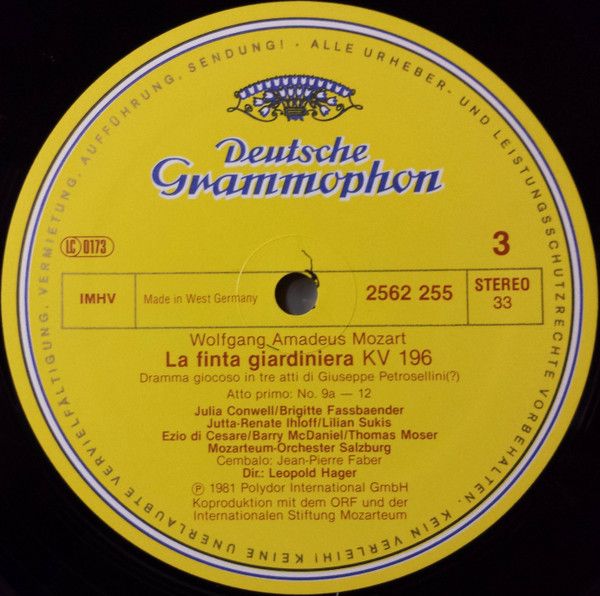 KEIN VERLEIH! KEINE UNERLAUBTE VERVIELFÄLTIGUNG, VERMIETUNG, AUFFÜHRUNG, SENDUNG! · ALLE URHEBER- UND LEISTUNGSSCHUTZRECHTE VORBEHALTEN.
Deutsche
Grammophon
LC 0173
3
IMHV
Made in West Germany
2562 255
STEREO
33
Wolfgang Amadeus Mozart
La finta giardiniera KV 196
Dramma giocoso in tre atti di Giuseppe Petrosellini(?)
Atto primo: No. 9a — 12
Julia Conwell/Brigitte Fassbaender
Jutta-Renate Ihloff/Lilian Sukis
Ezio di Cesare/Barry McDaniel/Thomas Moser
Mozarteum-Orchester Salzburg
Cembalo: Jean-Pierre Faber
Dir.: Leopold Hager
Ⓟ 1981 Polydor International GmbH
Koproduktion mit dem ORF und der
Internationalen Stiftung Mozarteum